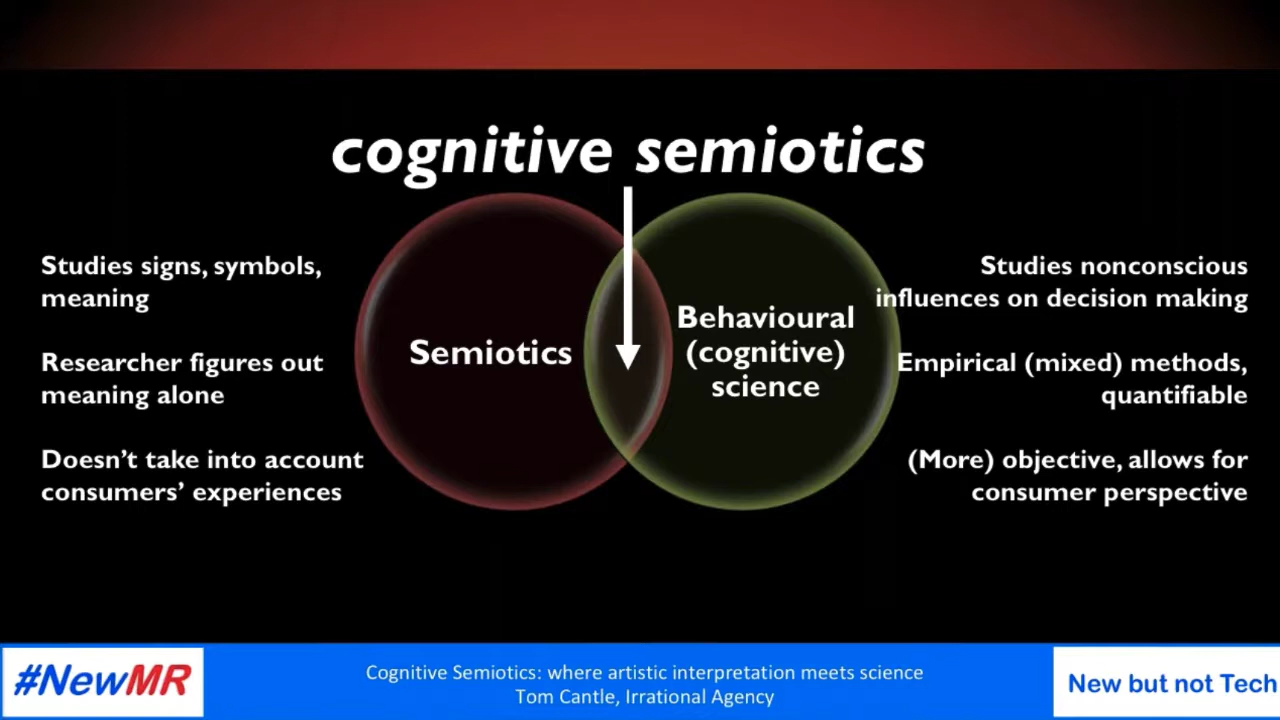 cognitive semiotics
Studies signs, symbols,
meaning
Researcher figures out
meaning alone
Doesn’t take into account
consumers’ experiences
Semiotics
Behavioural
(cognitive)
science
Studies nonconscious
influences on decision making
Empirical (mixed) methods,
quantifiable
(More) objective, allows for
consumer perspective
#NewMR
Cognitive Semiotics: where artistic interpretation meets science
Tom Cantle, Irrational Agency
New but not Tech